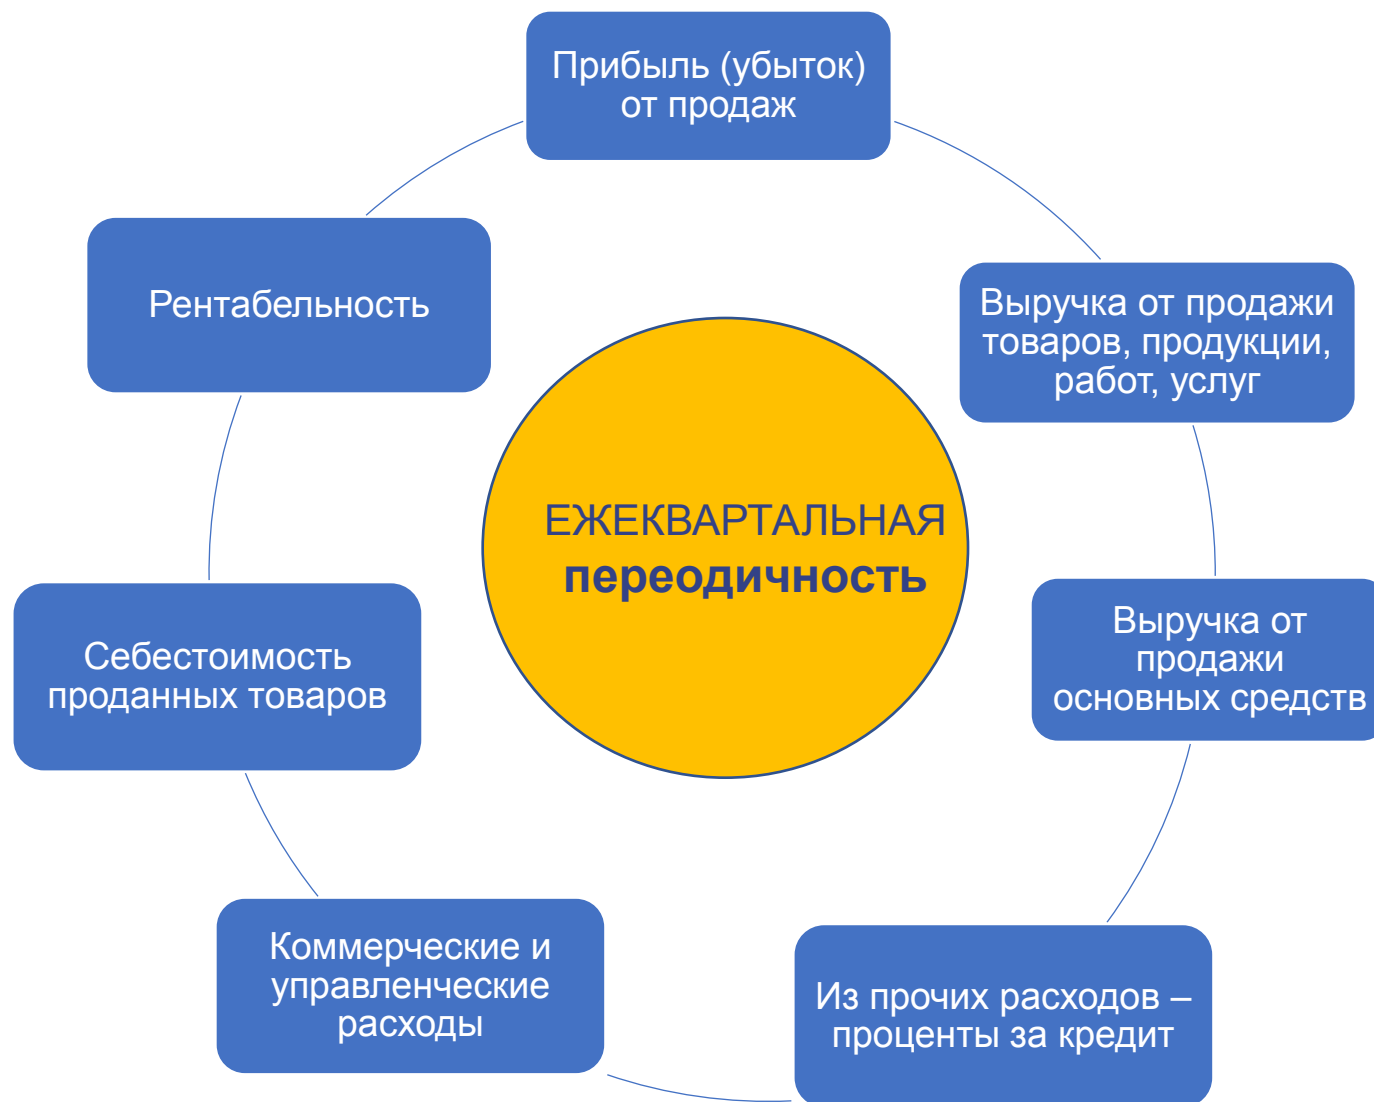 Прибыль (убыток)
от продаж
Выручка от продажи
товаров, продукции,
работ, услуг
Выручка от
продажи
основных средств
Из прочих расходов –
проценты за кредит
Коммерческие и
управленческие
расходы
Себестоимость
проданных товаров
Рентабельность
ЕЖЕКВАРТАЛЬНАЯ
переодичность